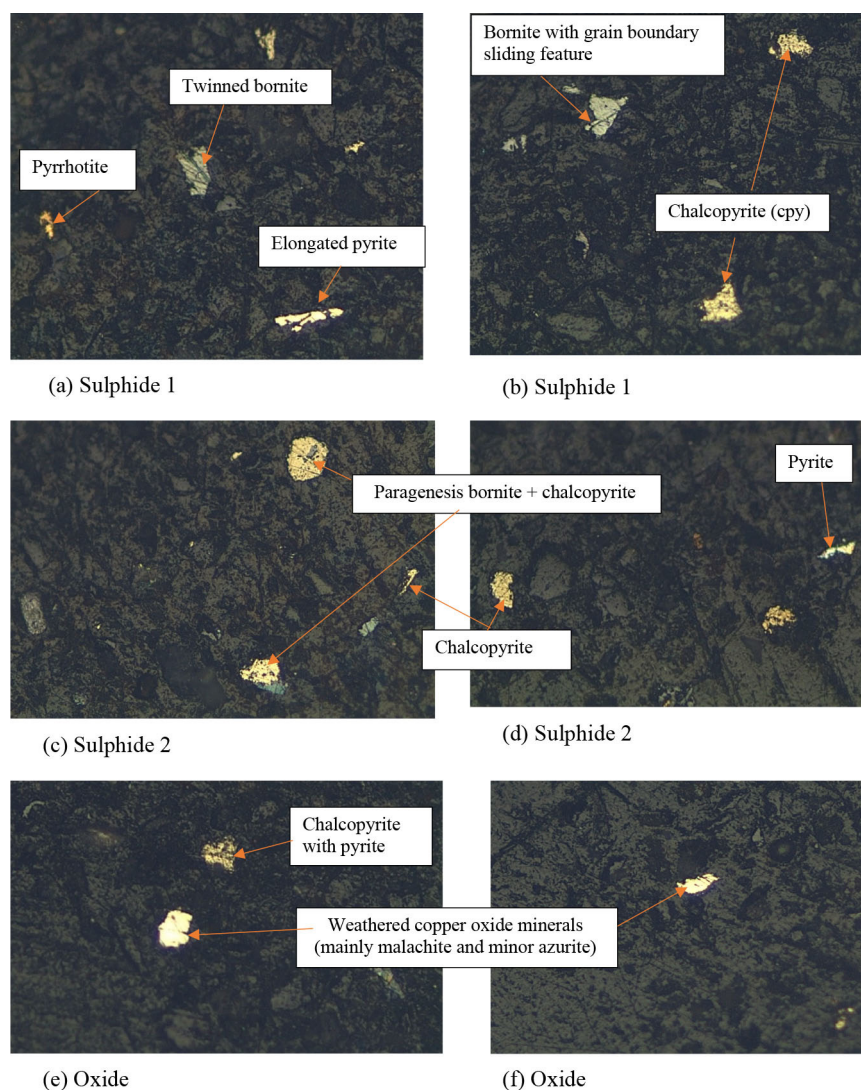 Twinned bornite
Pyrrhotite
Elongated pyrite
(a) Sulphide 1
Bornite with grain boundary
sliding feature
Chalcopyrite (cpy)
(b) Sulphide 1
Paragenesis bornite + chalcopyrite
Chalcopyrite
(c) Sulphide 2
Pyrite
(d) Sulphide 2
Chalcopyrite
with pyrite
Weathered copper oxide minerals
(mainly malachite and minor azurite)
(e) Oxide
(f) Oxide